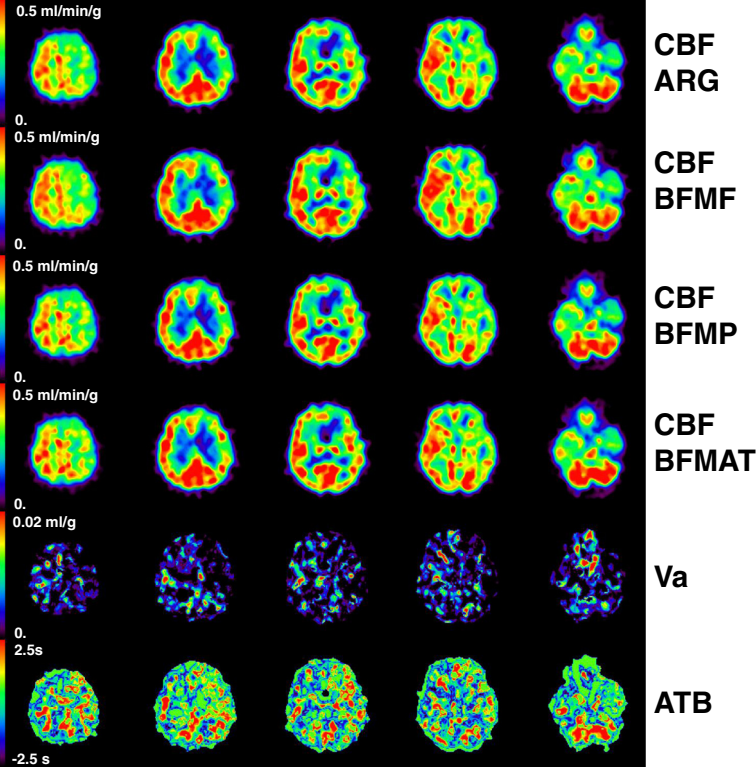 0.5 ml/min/g
CBF
ARG
0.
0.5 ml/min/g
CBF
BFMF
0.
0.5 ml/min/g
CBF
BFMP
0.
0.5 ml/min/g
CBF
BFMAT
0.
0.02 ml/g
Va
0.
2.5s
ATB
-2.5 s